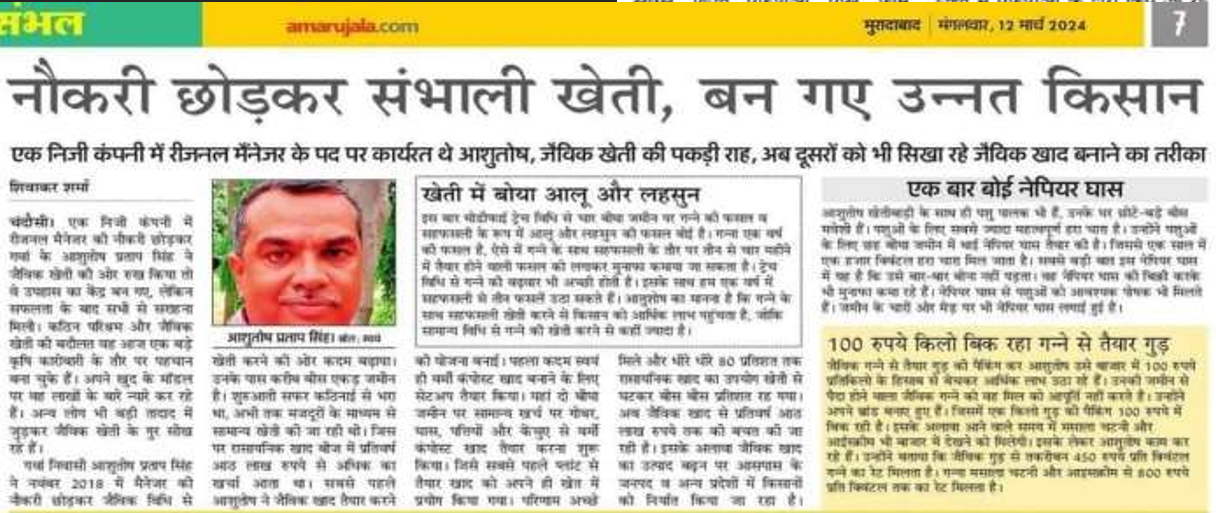 संभल
amarujala.com
मुरादाबाद | मंगलवार, 12 मार्च 2024
7
नौकरी छोड़कर संभाली खेती, बन गए उन्नत किसान
एक निजी कंपनी में रीजनल मैनेजर के पद पर कार्यरत थे आशुतोष, जैविक खेती की पकड़ी राह, अब दूसरों को भी सिखा रहे जैविक खाद बनाने का तरीका
शिवाकर शर्मा
चंदौसी। एक निजी कंपनी में
रीजनल मैनेजर की नौकरी छोड़कर
गवां के आशुतोष प्रताप सिंह ने
जैविक खेती की ओर रुख किया तो
वे उपहास का केंद्र बन गए, लेकिन
सफलता के बाद सभी से सराहना
मिली। कठिन परिश्रम और जैविक
खेती की बदौलत वह आज एक बड़े
कृषि कारोबारी के तौर पर पहचान
बना चुके हैं। अपने खुद के मॉडल
पर वह लाखों के वारे न्यारे कर रहे
हैं। अन्य लोग भी बड़ी तादाद में
जुड़कर जैविक खेती के गुर सीख
रहे हैं।
गवां निवासी आशुतोष प्रताप सिंह
ने नवंबर 2018 में मैनेजर की
नौकरी छोड़कर जैविक विधि से
आशुतोष प्रताप सिंह। स्रोत: स्वयं
खेती करने की ओर कदम बढ़ाया।
उनके पास करीब बीस एकड़ जमीन
है। शुरुआती सफर कठिनाई से भरा
था, अभी तक मजदूरों के माध्यम से
सामान्य खेती की जा रही थी। जिस
पर रासायनिक खाद बीज में प्रतिवर्ष
आठ लाख रुपये से अधिक का
खर्चा आता था। सबसे पहले
आशुतोष ने जैविक खाद तैयार करने
की योजना बनाई। पहला कदम स्वयं
ही वर्मी कंपोस्ट खाद बनाने के लिए
सेटअप तैयार किया। यहां दो बीघा
जमीन पर सामान्य खर्च पर गोबर,
घास, पत्तियों और केंचुए से वर्मी
कंपोस्ट खाद तैयार करना शुरू
किया। जिसे सबसे पहले प्लांट से
तैयार खाद को अपने ही खेत में
प्रयोग किया गया। परिणाम अच्छे
मिले और धीरे धीरे 80 प्रतिशत तक
रासायनिक खाद का उपयोग खेती से
घटकर बीस बीस प्रतिशत रह गया।
अब जैविक खाद से प्रतिवर्ष आठ
लाख रुपये तक की बचत की जा
रही है। इसके अलावा जैविक खाद
का उत्पाद बढ़न पर आसपास के
जनपद व अन्य प्रदेशों में किसानों
को निर्यात किया जा रहा है।
खेती में बोया आलू और लहसुन
इस बार मोडीफाई ट्रेंच विधि से चार बीघा जमीन पर गन्ने की फसल व
सहफसली के रूप में आलू और लहसुन की फसल बोई है। गन्ना एक वर्ष
की फसल है, ऐसे में गन्ने के साथ सहफसली के तौर पर तीन से चार महीने
में तैयार होने वाली फसल को लगाकर मुनाफा कमाया जा सकता है। ट्रेंच
विधि से गन्ने की बढ़वार भी अच्छी होती है। इसके साथ हम एक वर्ष में
सहफसली से तीन फसलें उठा सकते हैं। आशुतोष का मानना है कि गन्ने के
साथ सहफसली खेती करने से किसान को आर्थिक लाभ पहुंचता है, जोकि
सामान्य विधि से गन्ने की खेती करने से कहीं ज्यादा है।
एक बार बोई नेपियर घास
आशुतोष खेतीबाड़ी के साथ ही पशु पालक भी हैं, उनके घर छोटे-बड़े बीस
मवेशी हैं। पशुओं के लिए सबसे ज्यादा महत्वपूर्ण हरा चारा है। उन्होंने पशुओं
के लिए छह बीघा जमीन में थाई नेपियर घास तैयार की है। जिससे एक साल में
एक हजार क्विंटल हरा चारा मिल जाता है। सबसे बड़ी बात इस नेपियर घास
में यह है कि उसे बार-बार बोना नहीं पड़ता। वह नेपियर घास की बिक्री करके
भी मुनाफा कमा रहे हैं। नेपियर घास से पशुओं को आवश्यक पोषक भी मिलते
हैं। जमीन के चारों ओर मेड़ पर भी नेपियर घास लगाई हुई है।
100 रुपये किलो बिक रहा गन्ने से तैयार गुड़
जैविक गन्ने से तैयार गुड़ की पैकिंग कर आशुतोष उसे बाजार में 100 रुपये
प्रतिकिलो के हिसाब से बेचकर आर्थिक लाभ उठा रहे हैं। उनकी जमीन से
पैदा होने वाला जैविक गन्ने को वह मिल को आपूर्ति नहीं करते है। उन्होंने
अपने ब्रांड बनाए हुए हैं। जिसमें एक किलो गुड़ की पैकिंग 100 रुपये में
बिक रही है। इसके अलावा आने वाले समय में मसाला चटनी और
आईस्क्रीम भी बाजार में देखने को मिलेगी। इसके लेकर आशुतोष काम कर
रहे हैं। उन्होंने बताया कि जैविक गुड़ से तकरीबन 450 रुपये प्रति क्विंटल
गन्ने का रेट मिलता है। गन्ना मसाला चटनी और आइसक्रीम से 800 रुपये
प्रति क्विंटल तक का रेट मिलता है।